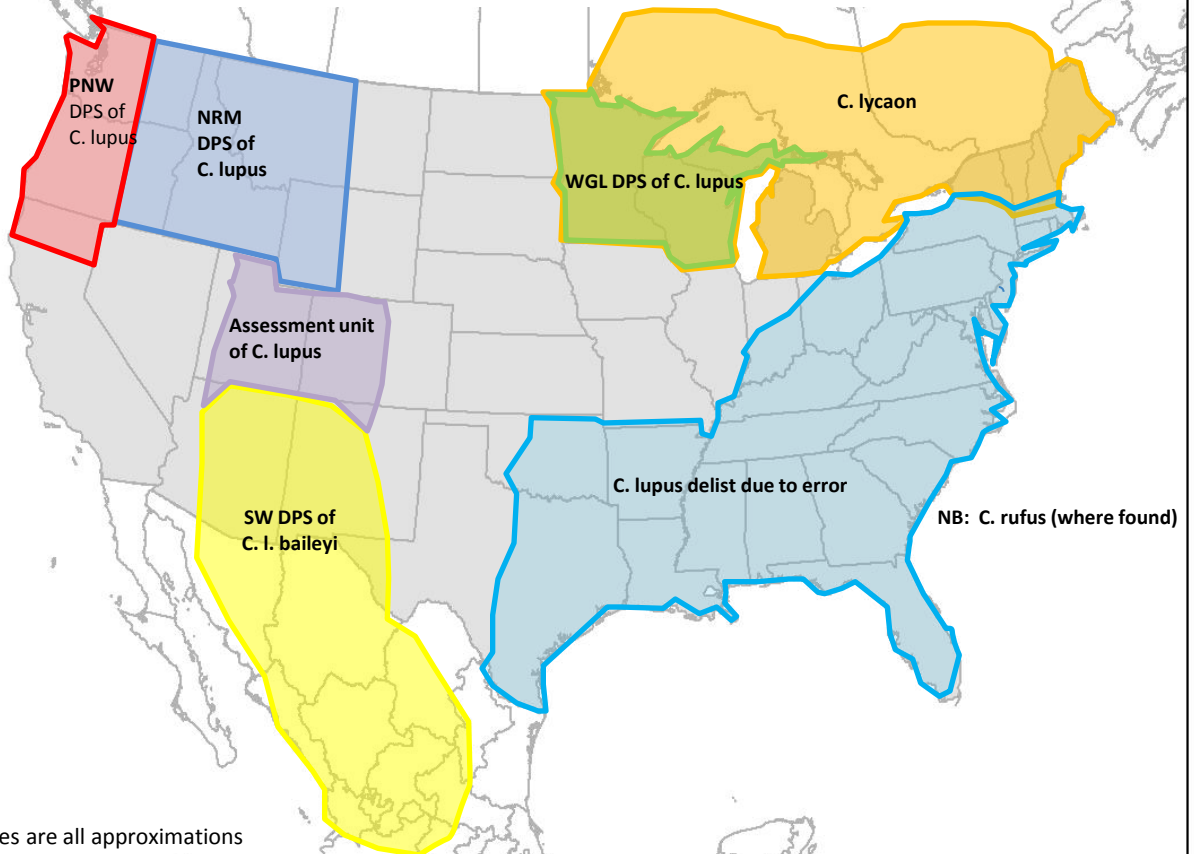 PNW
DPS of
C. lupus
NRM
DPS of
C. lupus
C. lycaon
WGL DPS of C. lupus
Assessment unit
of C. lupus
C. lupus delist due to error
SW DPS of
C. l. baileyi
NB: C. rufus (where found)
are all approximations